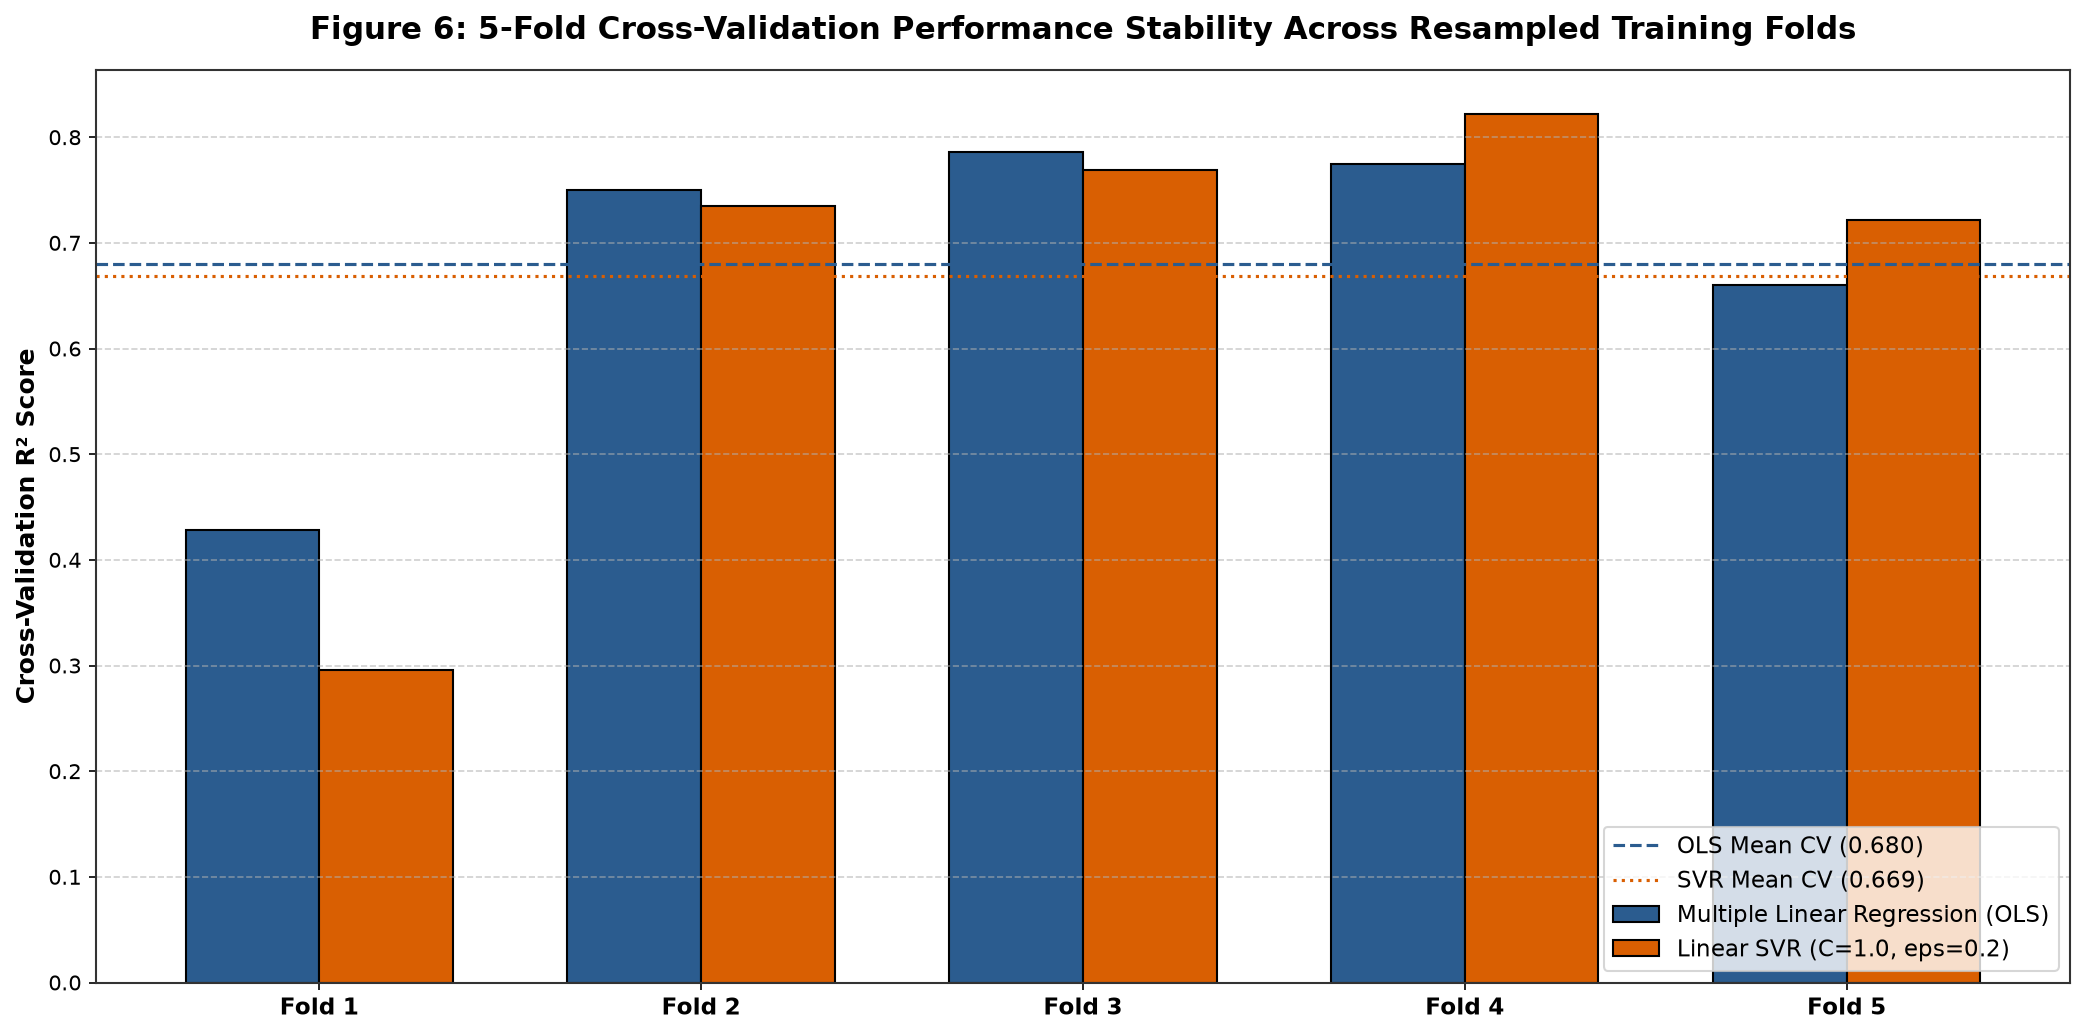 Figure 6: 5-Fold Cross-Validation Performance Stability Across Resampled Training Folds
Cross-Validation R² Score
0.8
0.7
0.6
0.5
0.4
0.3
0.2
0.1
0.0
Fold 1
Fold 2
Fold 3
Fold 4
Fold 5
OLS Mean CV (0.680)
SVR Mean CV (0.669)
Multiple Linear Regression (OLS)
Linear SVR (C=1.0, eps=0.2)